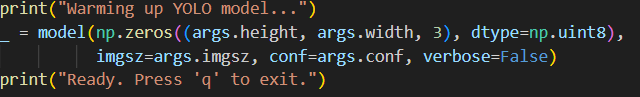 print("Warming up YOLO model...")
_ = model(np.zeros((args.height, args.width, 3), dtype=np.uint8),
imgsz=args.imgsz, conf=args.conf, verbose=False)
print("Ready. Press 'q' to exit.")